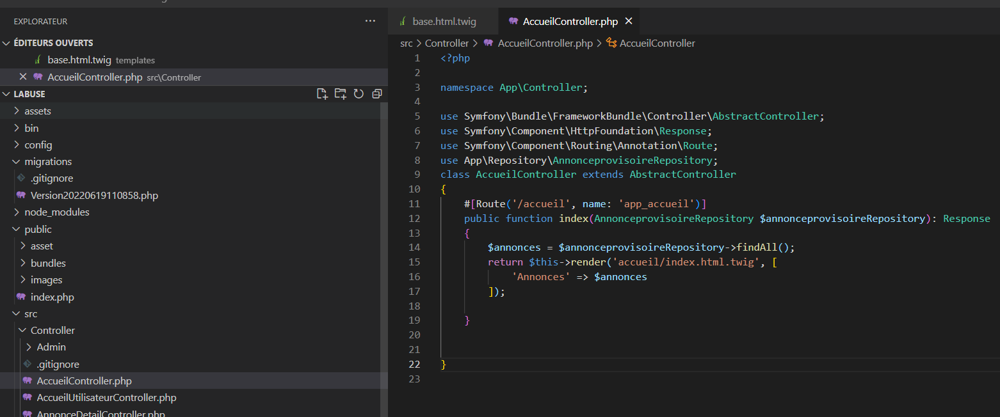 EXPLORATEUR ···
ÉDITEURS OUVERTS
base.html.twig templates
AccueilController.php src\Controller
LABUSE
assets
bin
config
migrations
.gitignore
Version20220619110858.php
node_modules
public
asset
bundles
images
index.php
src
Controller
Admin
.gitignore
AccueilController.php
AccueilUtilisateurController.php
AnnonceDetailController.php
base.html.twig AccueilController.php
src > Controller > AccueilController.php > AccueilController
1 <?php
2
3 namespace App\Controller;
4
5 use Symfony\Bundle\FrameworkBundle\Controller\AbstractController;
6 use Symfony\Component\HttpFoundation\Response;
7 use Symfony\Component\Routing\Annotation\Route;
8 use App\Repository\AnnonceprovisoireRepository;
9 class AccueilController extends AbstractController
10 {
11 #[Route('/accueil', name: 'app_accueil')]
12 public function index(AnnonceprovisoireRepository $annonceprovisoireRepository): Response
13 {
14 $annonces = $annonceprovisoireRepository->findAll();
15 return $this->render('accueil/index.html.twig', [
16 'Annonces' => $annonces
17 ]);
18
19 }
20
21
22 }
23